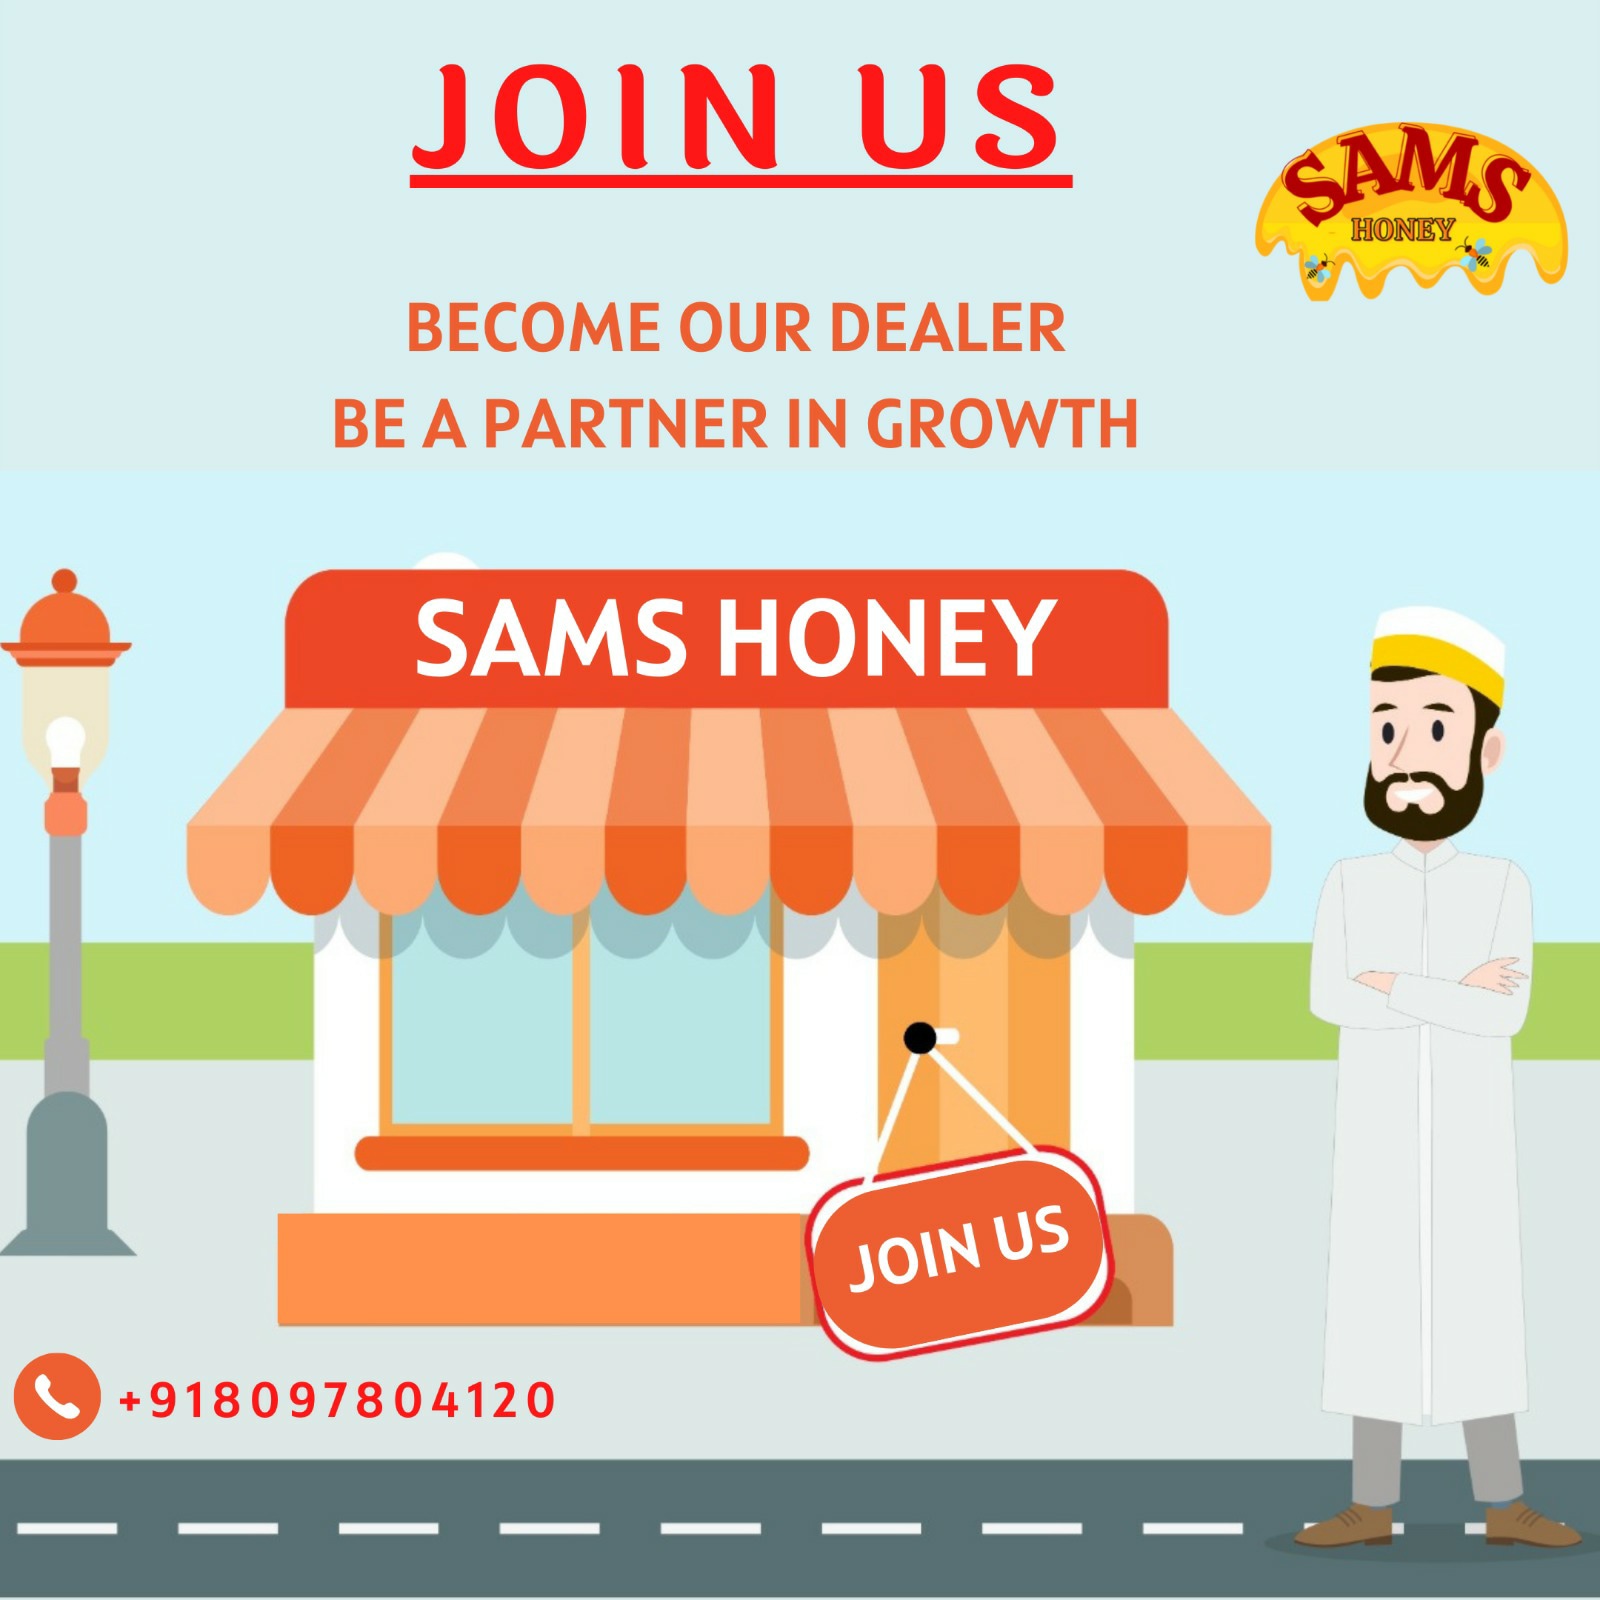 JOIN US
SAMS
HONEY
BECOME OUR DEALER
BE A PARTNER IN GROWTH
SAMS HONEY
JOIN US
+918097804120